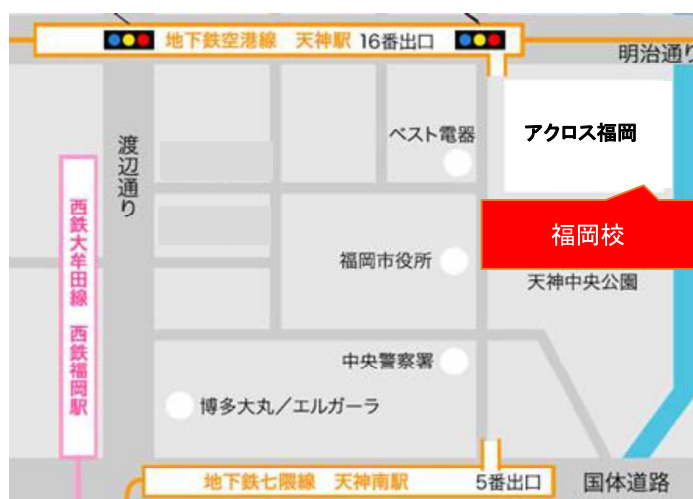 地下鉄空港線 天神駅 16番出口
明治通り
渡辺通り
ベスト電器
アクロス福岡
西鉄大牟田線 西鉄福岡駅
福岡校
福岡市役所
天神中央公園
中央警察署
博多大丸/エルガーラ
地下鉄七隈線 天神南駅 5番出口
国体道路